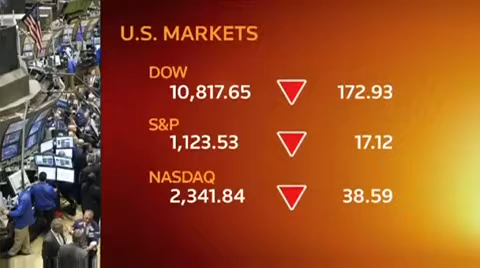 U.S. MARKETS
DOW
10,817.65 172.93
S&P
1,123.53 17.12
NASDAQ
2,341.84 38.59